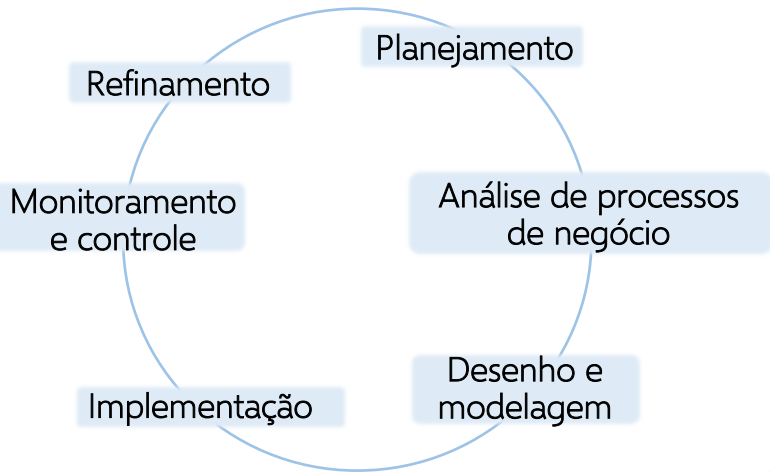 Planejamento
Refinamento
Análise de processos
de negócio
Monitoramento
e controle
Desenho e
modelagem
Implementação